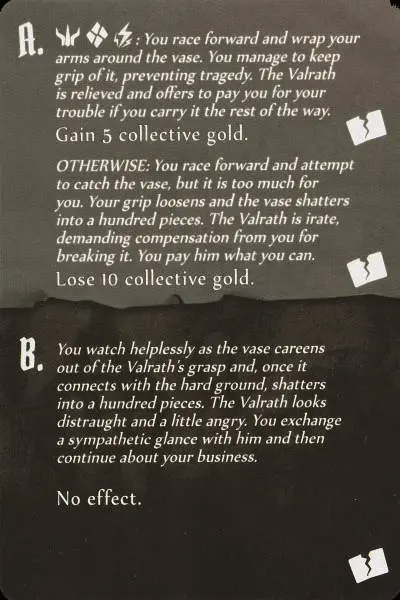 A. : You race forward and wrap your
arms around the vase. You manage to keep
grip of it, preventing tragedy. The Valrath
is relieved and offers to pay you for your
trouble if you carry it the rest of the way.
Gain 5 collective gold.
OTHERWISE: You race forward and attempt
to catch the vase, but it is too much for
you. Your grip loosens and the vase shatters
into a hundred pieces. The Valrath is irate,
demanding compensation from you for
breaking it. You pay him what you can.
Lose 10 collective gold.
B. You watch helplessly as the vase careens
out of the Valrath's grasp and, once it
connects with the hard ground, shatters
into a hundred pieces. The Valrath looks
distraught and a little angry. You exchange
a sympathetic glance with him and then
continue about your business.
No effect.